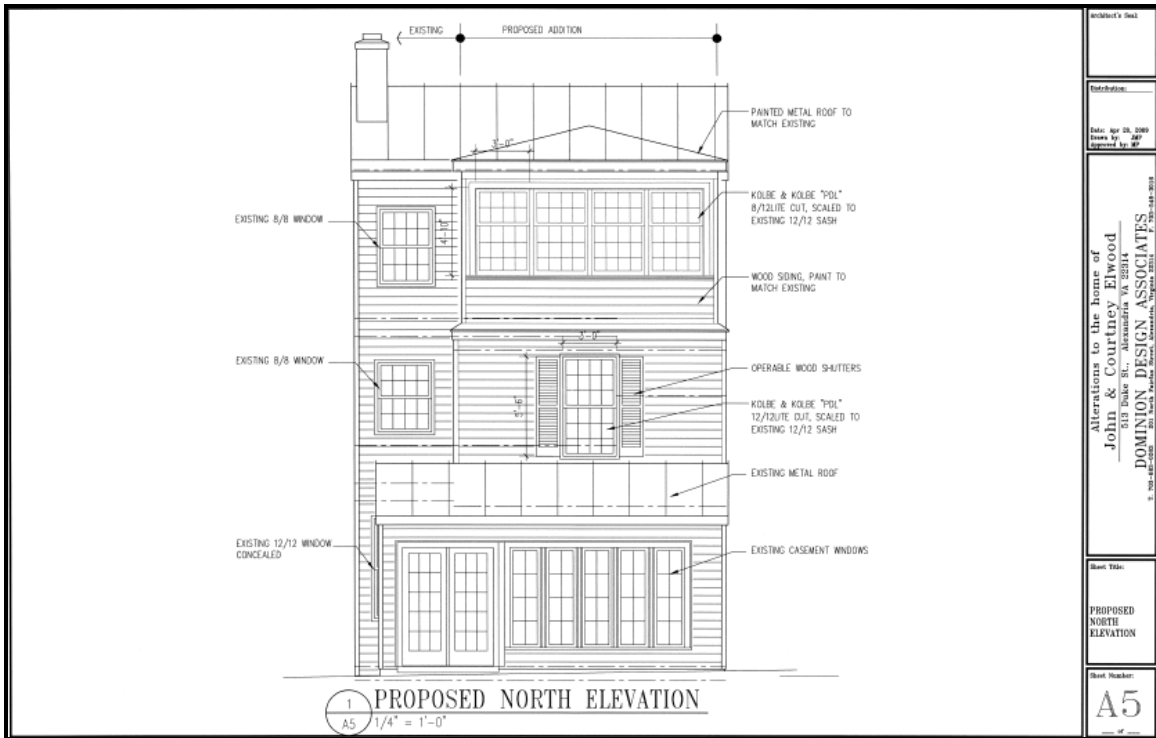 EXISTING
PROPOSED ADDITION
PAINTED METAL ROOF TO
MATCH EXISTING
3'-0"
KOLBE & KOLBE "PDL"
8/12LITE CUT, SCALED TO
EXISTING 12/12 SASH
EXISTING 8/8 WINDOW
4'-10"
WOOD SIDING, PAINT TO
MATCH EXISTING
3'-0"
EXISTING 8/8 WINDOW
OPERABLE WOOD SHUTTERS
5'-6"
KOLBE & KOLBE "PDL"
12/12LITE CUT, SCALED TO
EXISTING 12/12 SASH
EXISTING METAL ROOF
EXISTING 12/12 WINDOW
CONCEALED
EXISTING CASEMENT WINDOWS
1
A5
PROPOSED NORTH ELEVATION
1/4" = 1'-0"
Architect's Seal
Distribution:
Date: Apr 28, 2009
Drawn by: JMP
Approved by: MP
Alterations to the home of
John & Courtney Elwood
513 Duke St., Alexandria VA 22314
DOMINION DESIGN ASSOCIATES
Sheet Title:
PROPOSED
NORTH
ELEVATION
Sheet Number:
A5
of